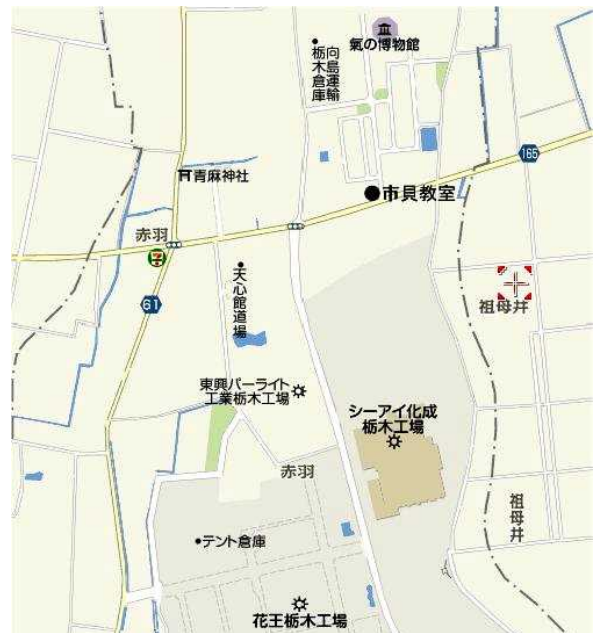 氣の博物館
向島運輸
栃木倉庫
165
青麻神社
市貝教室
赤羽
7
61
天心館道場
祖母井
東興パーライト
工業栃木工場
シーアイ化成
栃木工場
赤羽
祖母井
テント倉庫
花王栃木工場